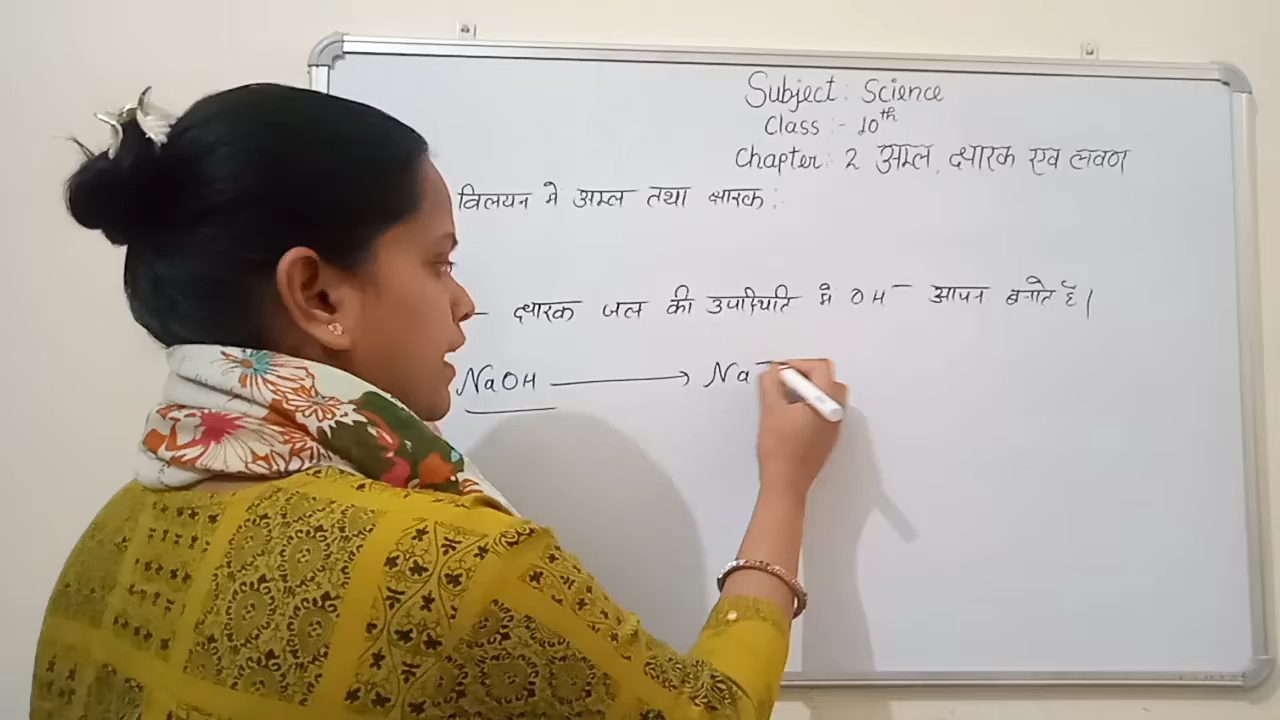 Subject: Science
Class :- 10th
Chapter: 2 अम्ल, क्षारक एव लवण
विलयन मे अम्ल तथा क्षारक :
– क्षारक जल की उपस्थिति मे OH⁻ आयन बनाते है।
NaOH ⟶ Na